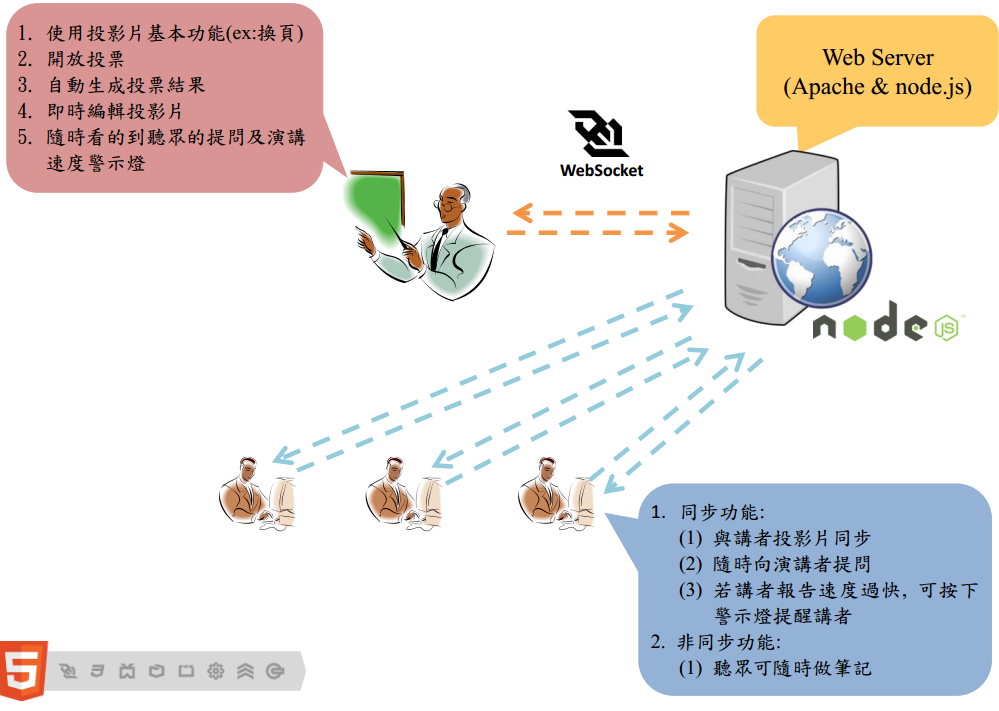 1. 使用投影片基本功能(ex:換頁)
2. 開放投票
3. 自動生成投票結果
4. 即時編輯投影片
5. 隨時看的到聽眾的提問及演講
速度警示燈
Web Server
(Apache & node.js)
WebSocket
node
JS
™
1. 同步功能:
(1) 與講者投影片同步
(2) 隨時向演講者提問
(3) 若講者報告速度過快, 可按下
警示燈提醒講者
2. 非同步功能:
(1) 聽眾可隨時做筆記
5